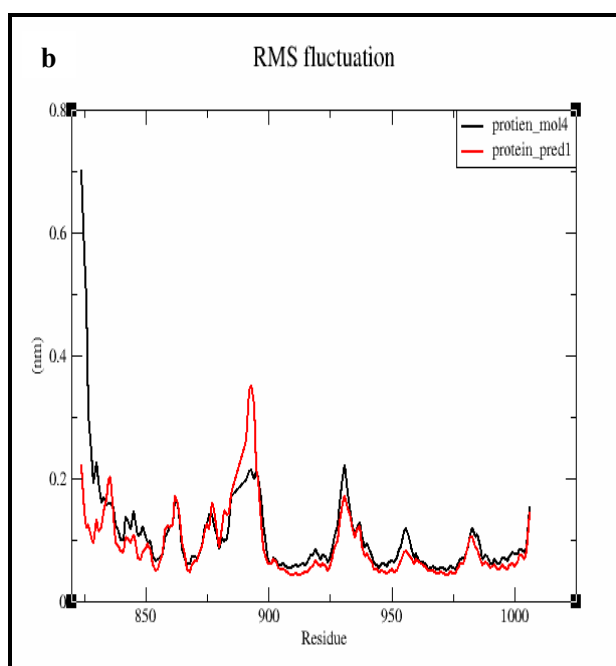 b
RMS fluctuation
protien_mol4
protein_pred1
0.8
0.6
0.4
0.2
0
(nm)
850
900
950
1000
Residue